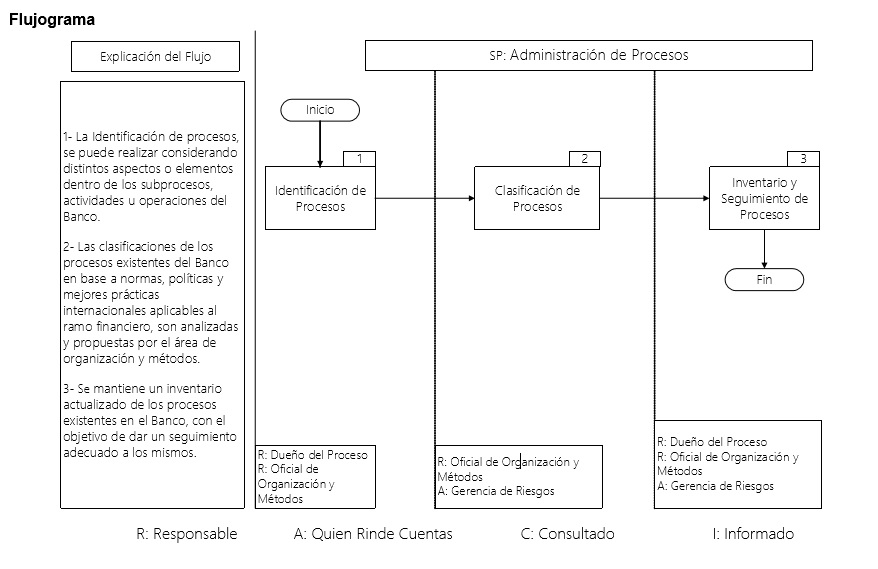 Flujograma
Explicación del Flujo
SP: Administración de Procesos
1- La Identificación de procesos,
se puede realizar considerando
distintos aspectos o elementos
dentro de los subprocesos,
actividades u operaciones del
Banco.
2- Las clasificaciones de los
procesos existentes del Banco
en base a normas, políticas y
mejores prácticas
internacionales aplicables al
ramo financiero, son analizadas
y propuestas por el área de
organización y métodos.
3- Se mantiene un inventario
actualizado de los procesos
existentes en el Banco, con el
objetivo de dar un seguimiento
adecuado a los mismos.
Inicio
1
Identificación de
Procesos
2
Clasificación de
Procesos
3
Inventario y
Seguimiento de
Procesos
Fin
R: Dueño del Proceso
R: Oficial de
Organización y
Métodos
R: Oficial de Organización y
Métodos
A: Gerencia de Riesgos
R: Dueño del Proceso
R: Oficial de Organización y
Métodos
A: Gerencia de Riesgos
R: Responsable
A: Quien Rinde Cuentas
C: Consultado
I: Informado